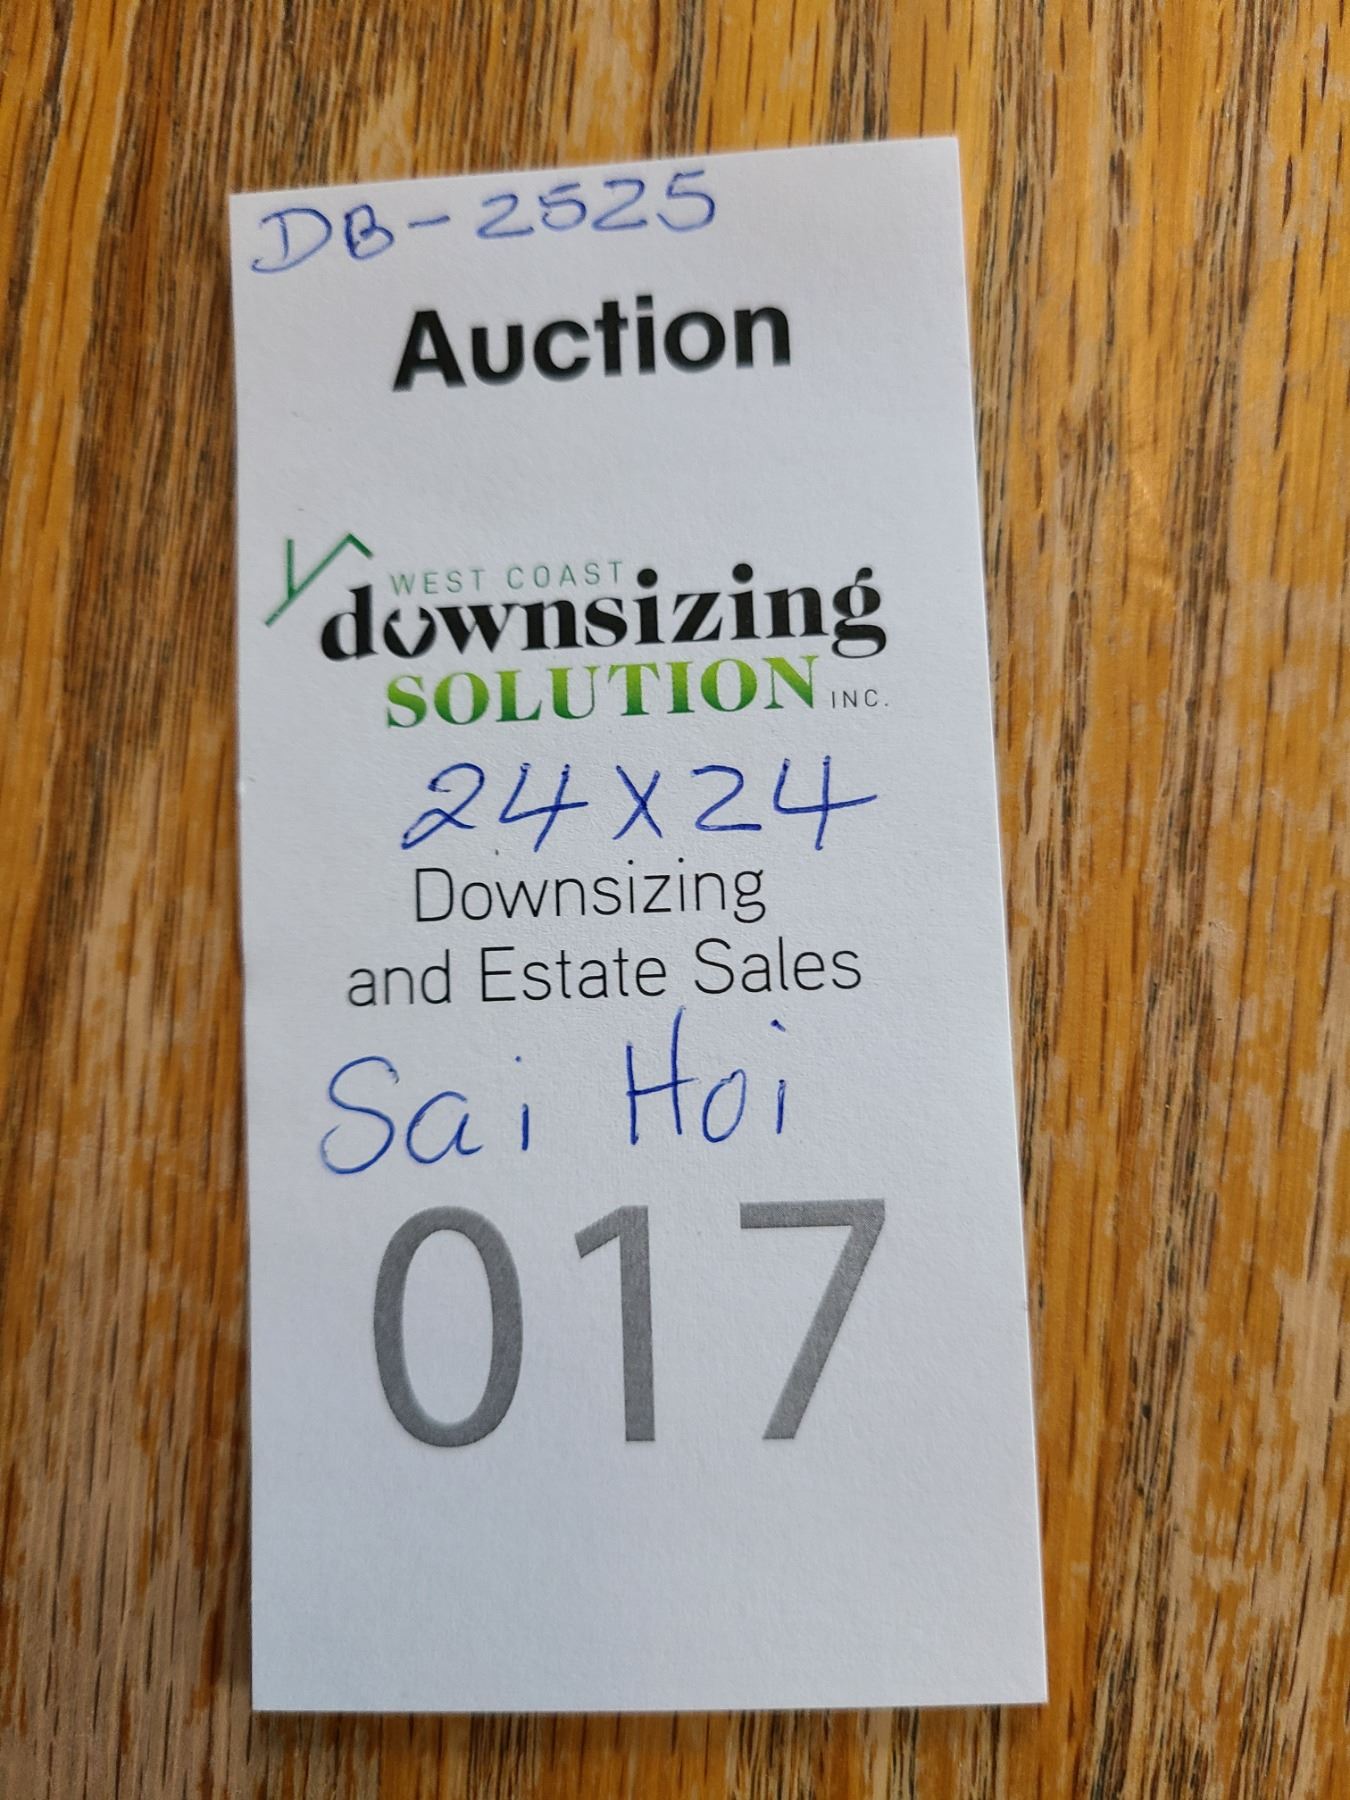 DB-2525
Auction
WEST COAST
downsizing
SOLUTION INC.
24x24
Downsizing
and Estate Sales
Sai Hoi
017